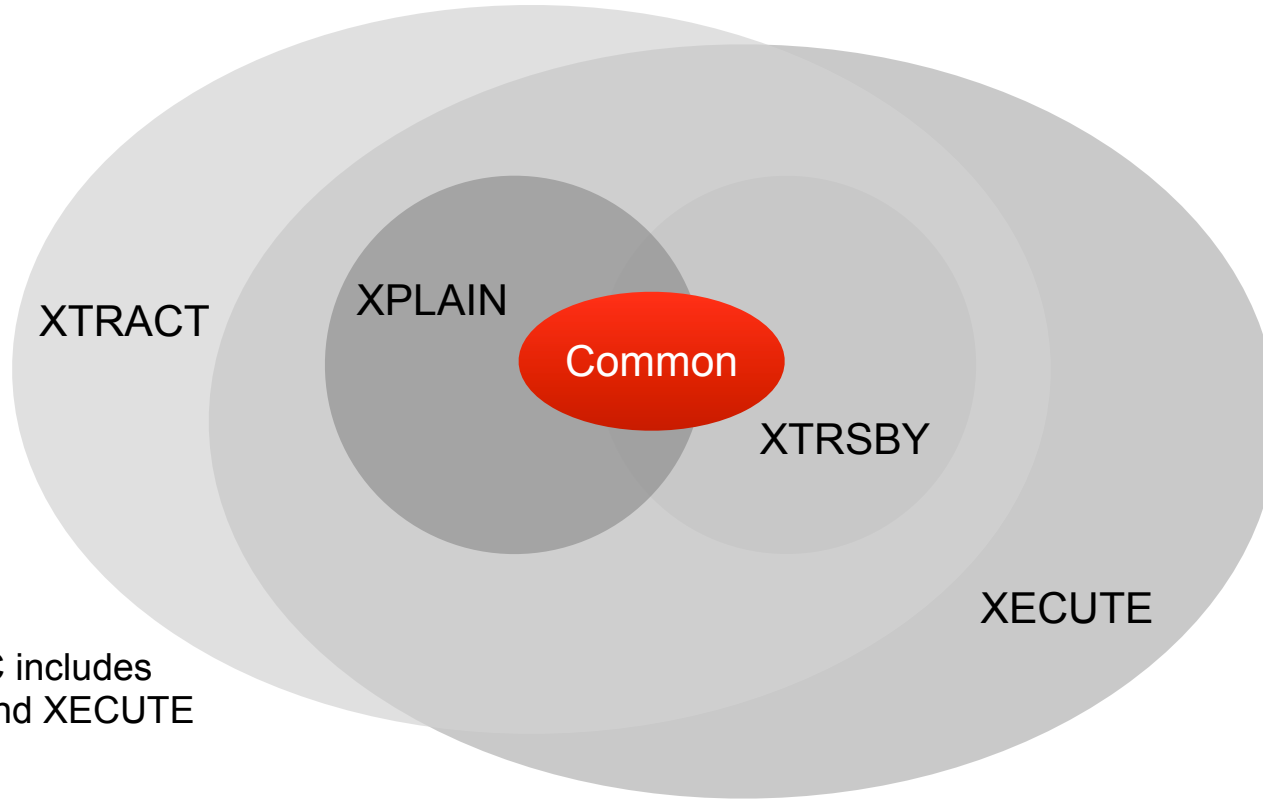 XPLAIN
XTRACT
Common
XTRSBY
XECUTE
C includes
nd XECUTE